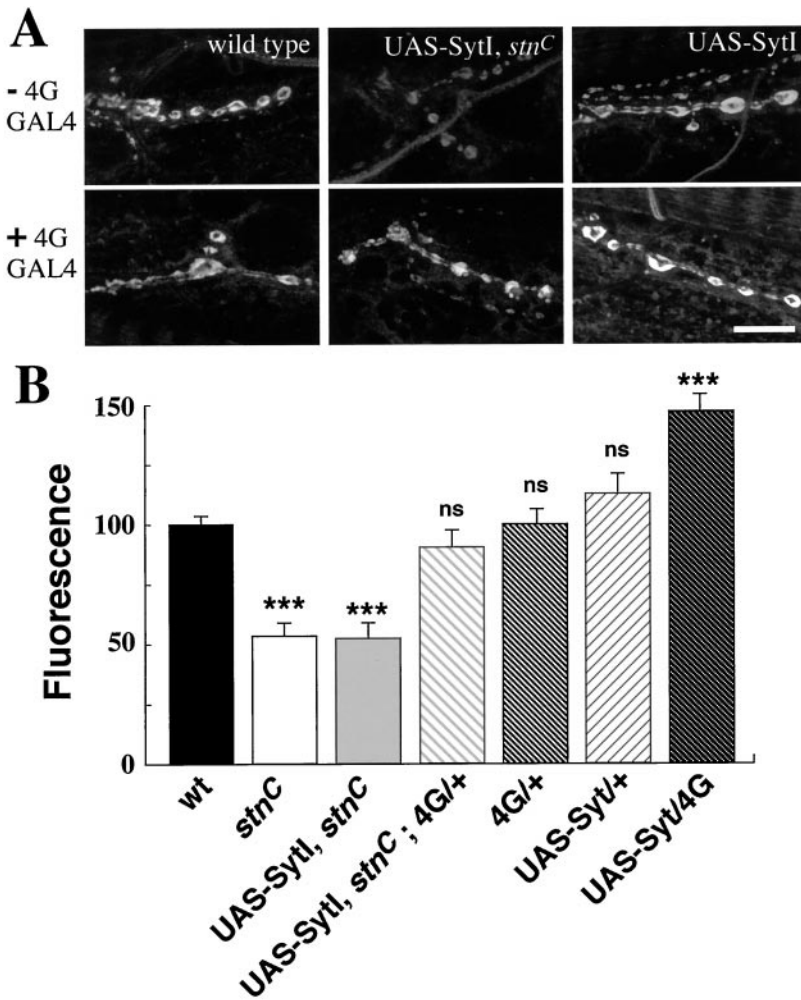 A
wild type
UAS-SytI, stnC
UAS-SytI
- 4G
GAL4
+ 4G
GAL4
B
Fluorescence
150
100
50
0
***
***
ns
ns
ns
***
wt
stnC
UAS-SytI, stnC
UAS-SytI, stnC ; 4G/+
4G/+
UAS-Syt/+
UAS-Syt/4G